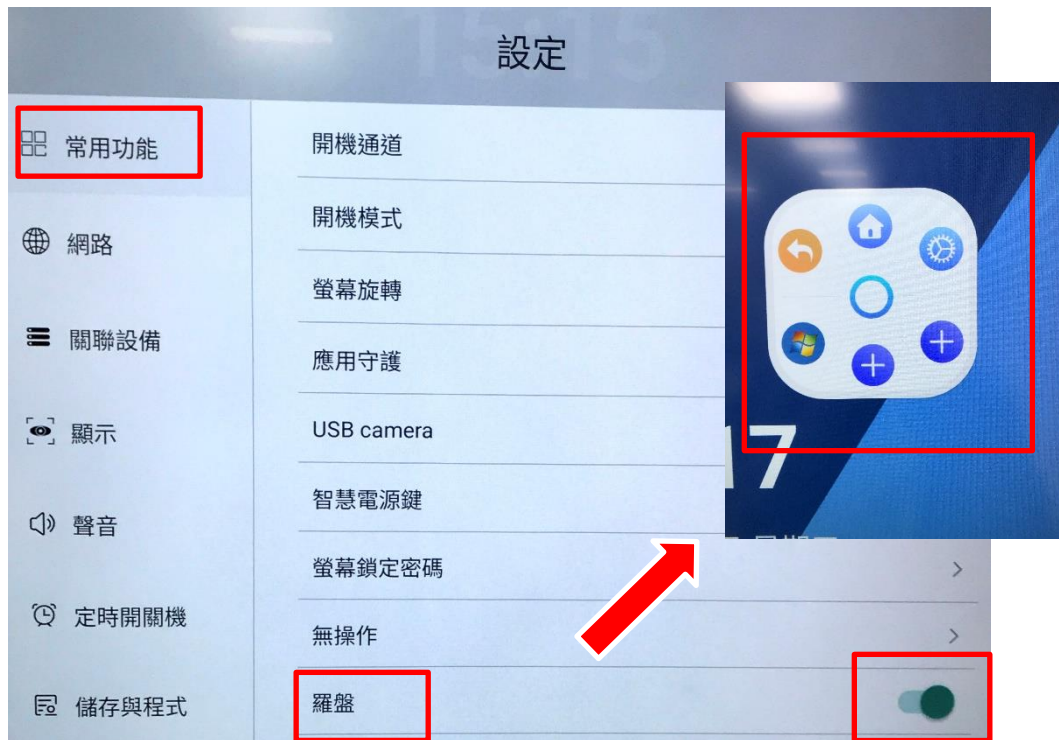 設定
常用功能
網路
關聯設備
顯示
聲音
定時開關機
儲存與程式
開機通道
開機模式
螢幕旋轉
應用守護
USB camera
智慧電源鍵
螢幕鎖定密碼
無操作
羅盤
17